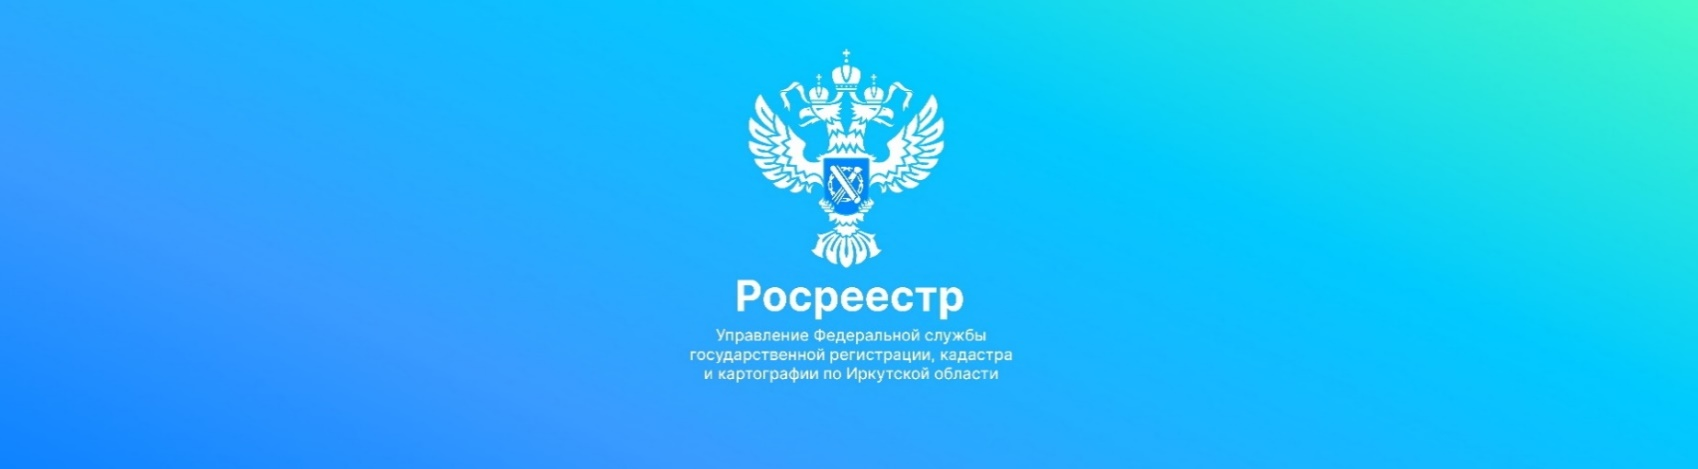 Росреестр
Управление Федеральной службы
государственной регистрации, кадастра
и картографии по Иркутской области